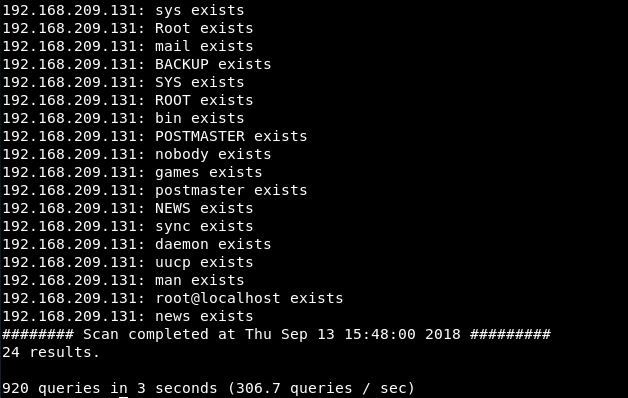 192.168.209.131: sys exists
192.168.209.131: Root exists
192.168.209.131: mail exists
192.168.209.131: BACKUP exists
192.168.209.131: SYS exists
192.168.209.131: ROOT exists
192.168.209.131: bin exists
192.168.209.131: POSTMASTER exists
192.168.209.131: nobody exists
192.168.209.131: games exists
192.168.209.131: postmaster exists
192.168.209.131: NEWS exists
192.168.209.131: sync exists
192.168.209.131: daemon exists
192.168.209.131: uucp exists
192.168.209.131: man exists
192.168.209.131: root@localhost exists
192.168.209.131: news exists
######## Scan completed at Thu Sep 13 15:48:00 2018 #########
24 results.
920 queries in 3 seconds (306.7 queries / sec)